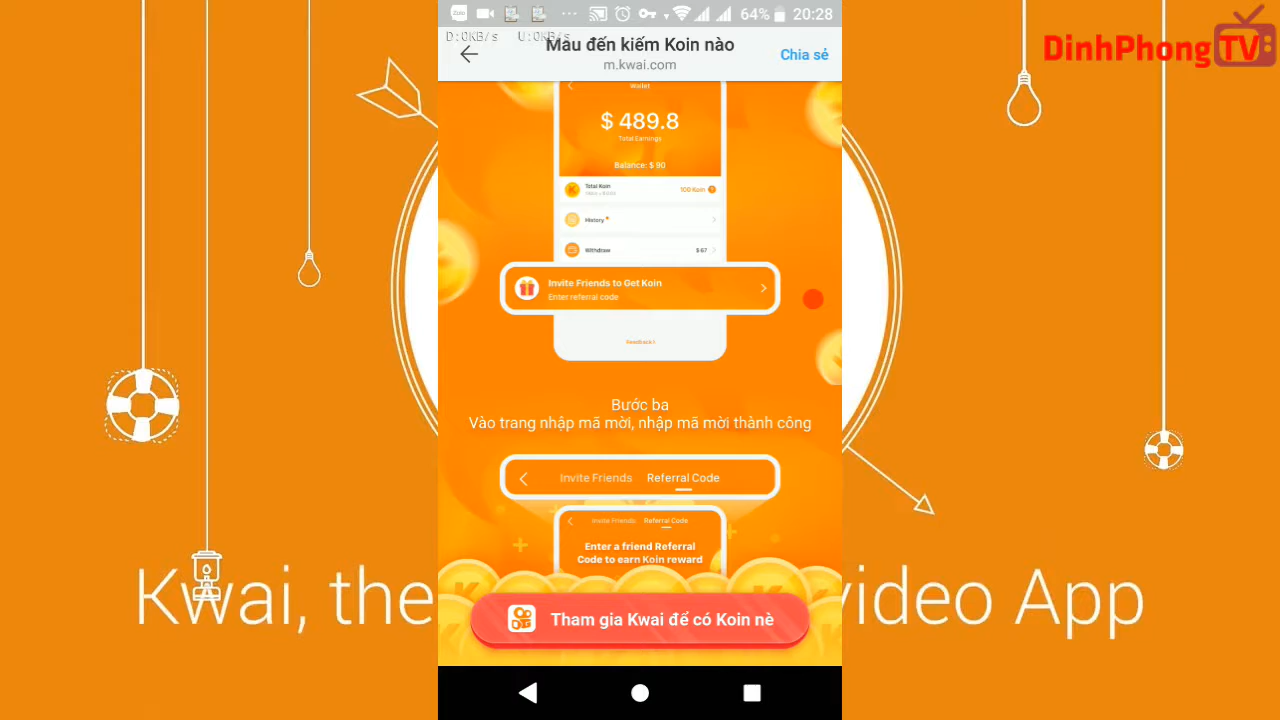 64% 20:28
D:0KB/s U:0KB/s
Mau đến kiếm Koin nào
m.kwai.com
Chia sẻ
DinhPhongTV
Wallet
$ 489.8
Total Earnings
Balance: $ 90
Total Koin
100 Koin ?
History
Withdraw
$ 67
Invite Friends to Get Koin
Enter referral code
Feedback
Bước ba
Vào trang nhập mã mời, nhập mã mời thành công
Invite Friends Referral Code
Invite Friends Referral Code
Enter a friend Referral
Code to earn Koin reward
Tham gia Kwai để có Koin nè
Kwai, the video App